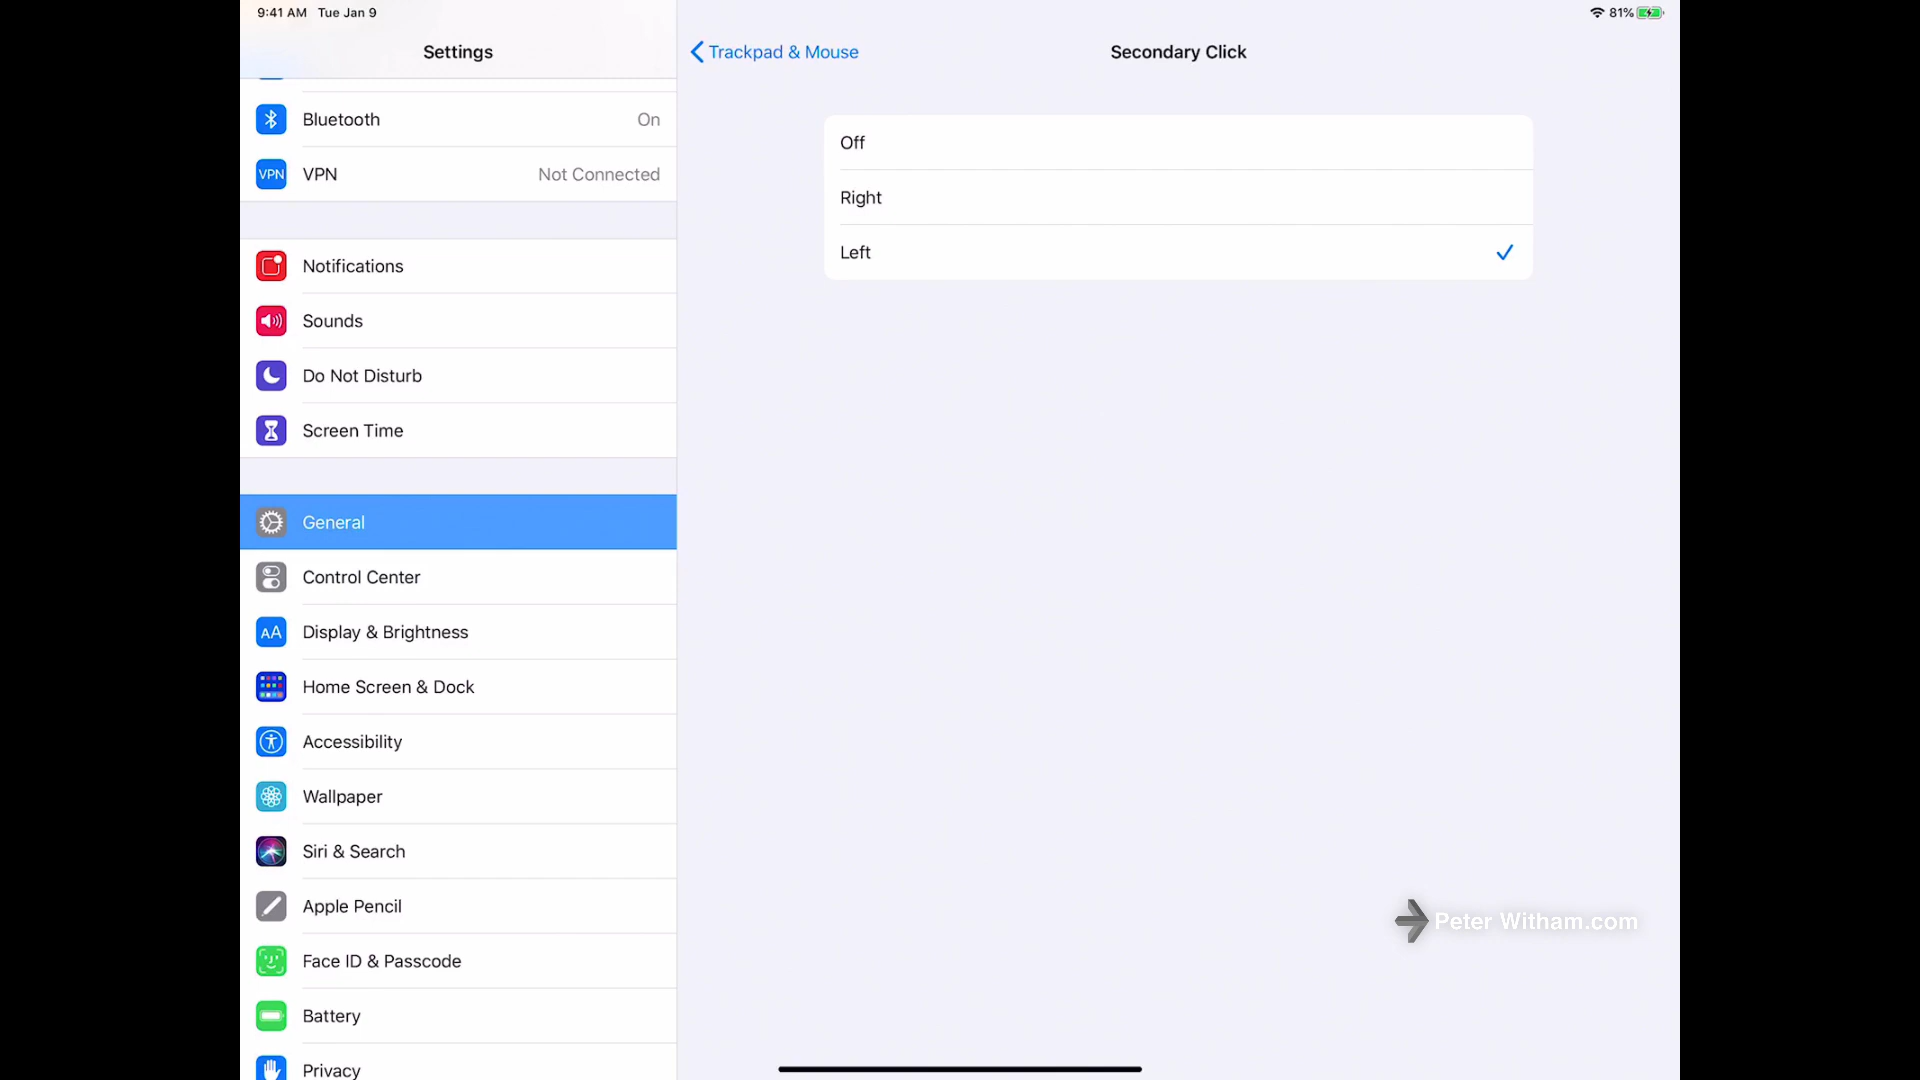 9:41 AM Tue Jan 9
81%
Settings
Trackpad & Mouse
Secondary Click
Bluetooth On
VPN VPN Not Connected
Notifications
Sounds
Do Not Disturb
Screen Time
General
Control Center
AA Display & Brightness
Home Screen & Dock
Accessibility
Wallpaper
Siri & Search
Apple Pencil
Face ID & Passcode
Battery
Privacy
Off
Right
Left
Peter Witham.com